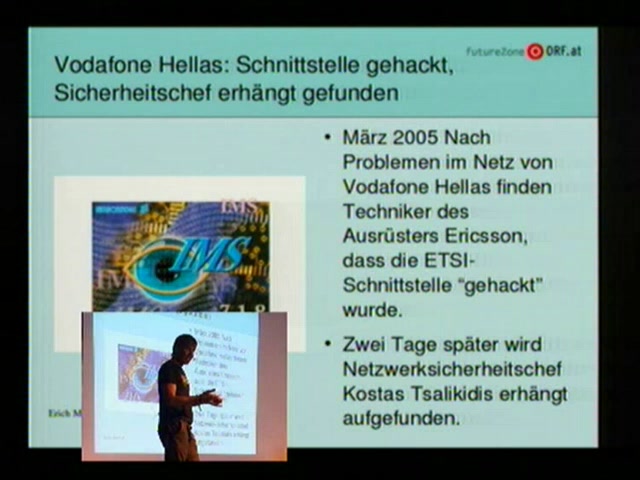 Vodafone Hellas: Schnittstelle gehackt,
Sicherheitschef erhängt gefunden
futureZone ORF.at
• März 2005 Nach
Problemen im Netz von
Vodafone Hellas finden
Techniker des
Ausrüsters Ericsson,
dass die ETSI-
Schnittstelle “gehackt”
wurde.
• Zwei Tage später wird
Netzwerksicherheitschef
Kostas Tsalikidis erhängt
aufgefunden.
IMS
IMS
Erich M